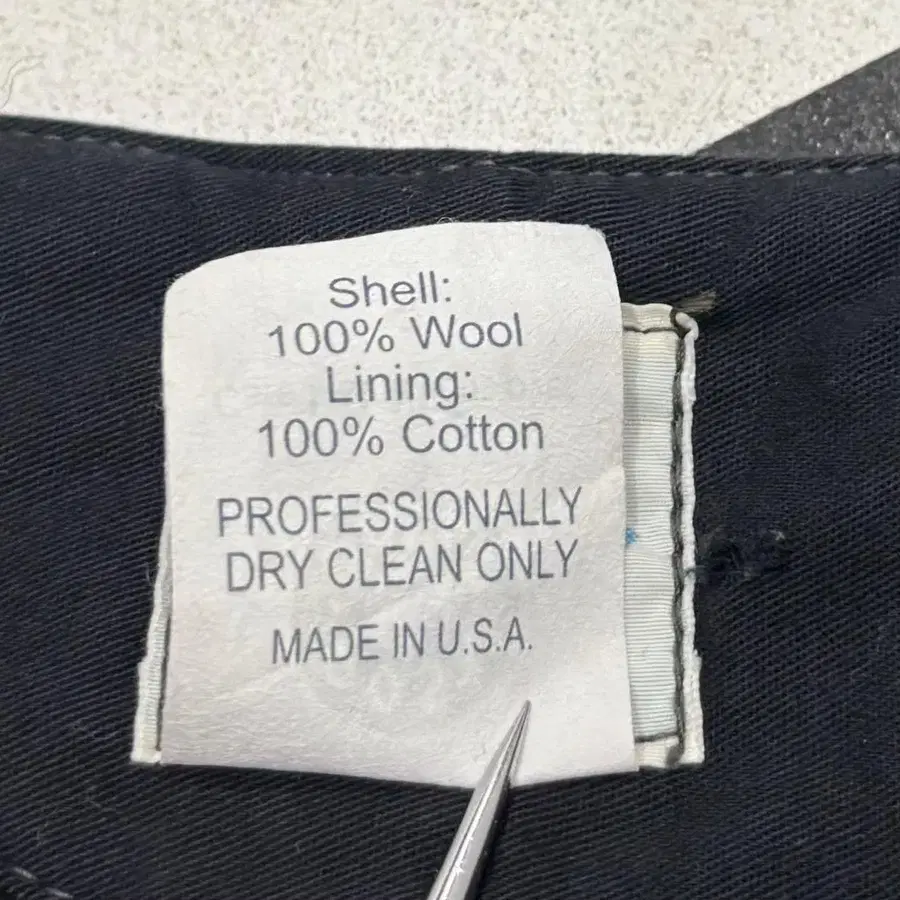 Shell:
100% Wool
Lining:
100% Cotton
PROFESSIONALLY
DRY CLEAN ONLY
MADE IN U.S.A.